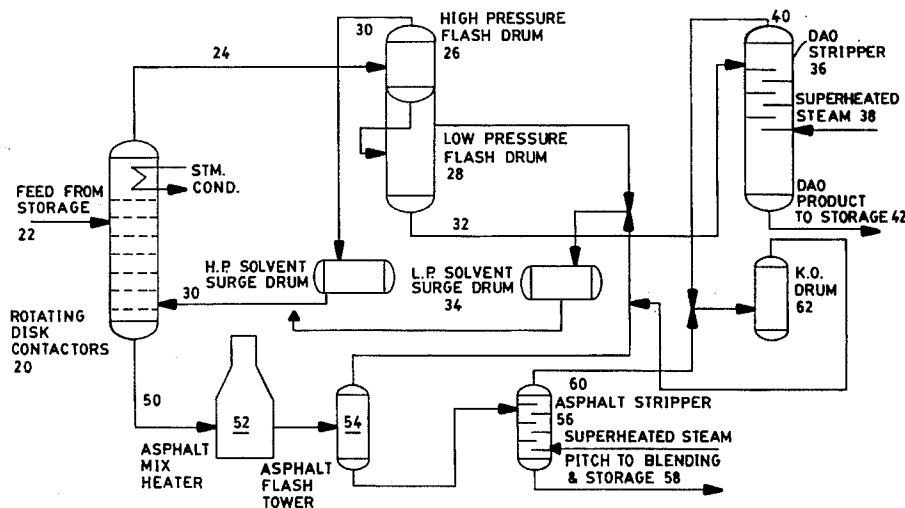 30
HIGH PRESSURE
FLASH DRUM
26
40
DAO
STRIPPER
36
24
SUPERHEATED
STEAM 38
LOW PRESSURE
FLASH DRUM
28
STM.
COND.
FEED FROM
STORAGE
22
32
DAO
PRODUCT
TO STORAGE 42
H.P. SOLVENT
SURGE DRUM
L.P. SOLVENT
SURGE DRUM
34
K.O.
DRUM
62
30
ROTATING
DISK
CONTACTORS
20
50
52
54
60
ASPHALT STRIPPER
56
SUPERHEATED STEAM
PITCH TO BLENDING
& STORAGE 58
ASPHALT
MIX
HEATER
ASPHALT
FLASH
TOWER